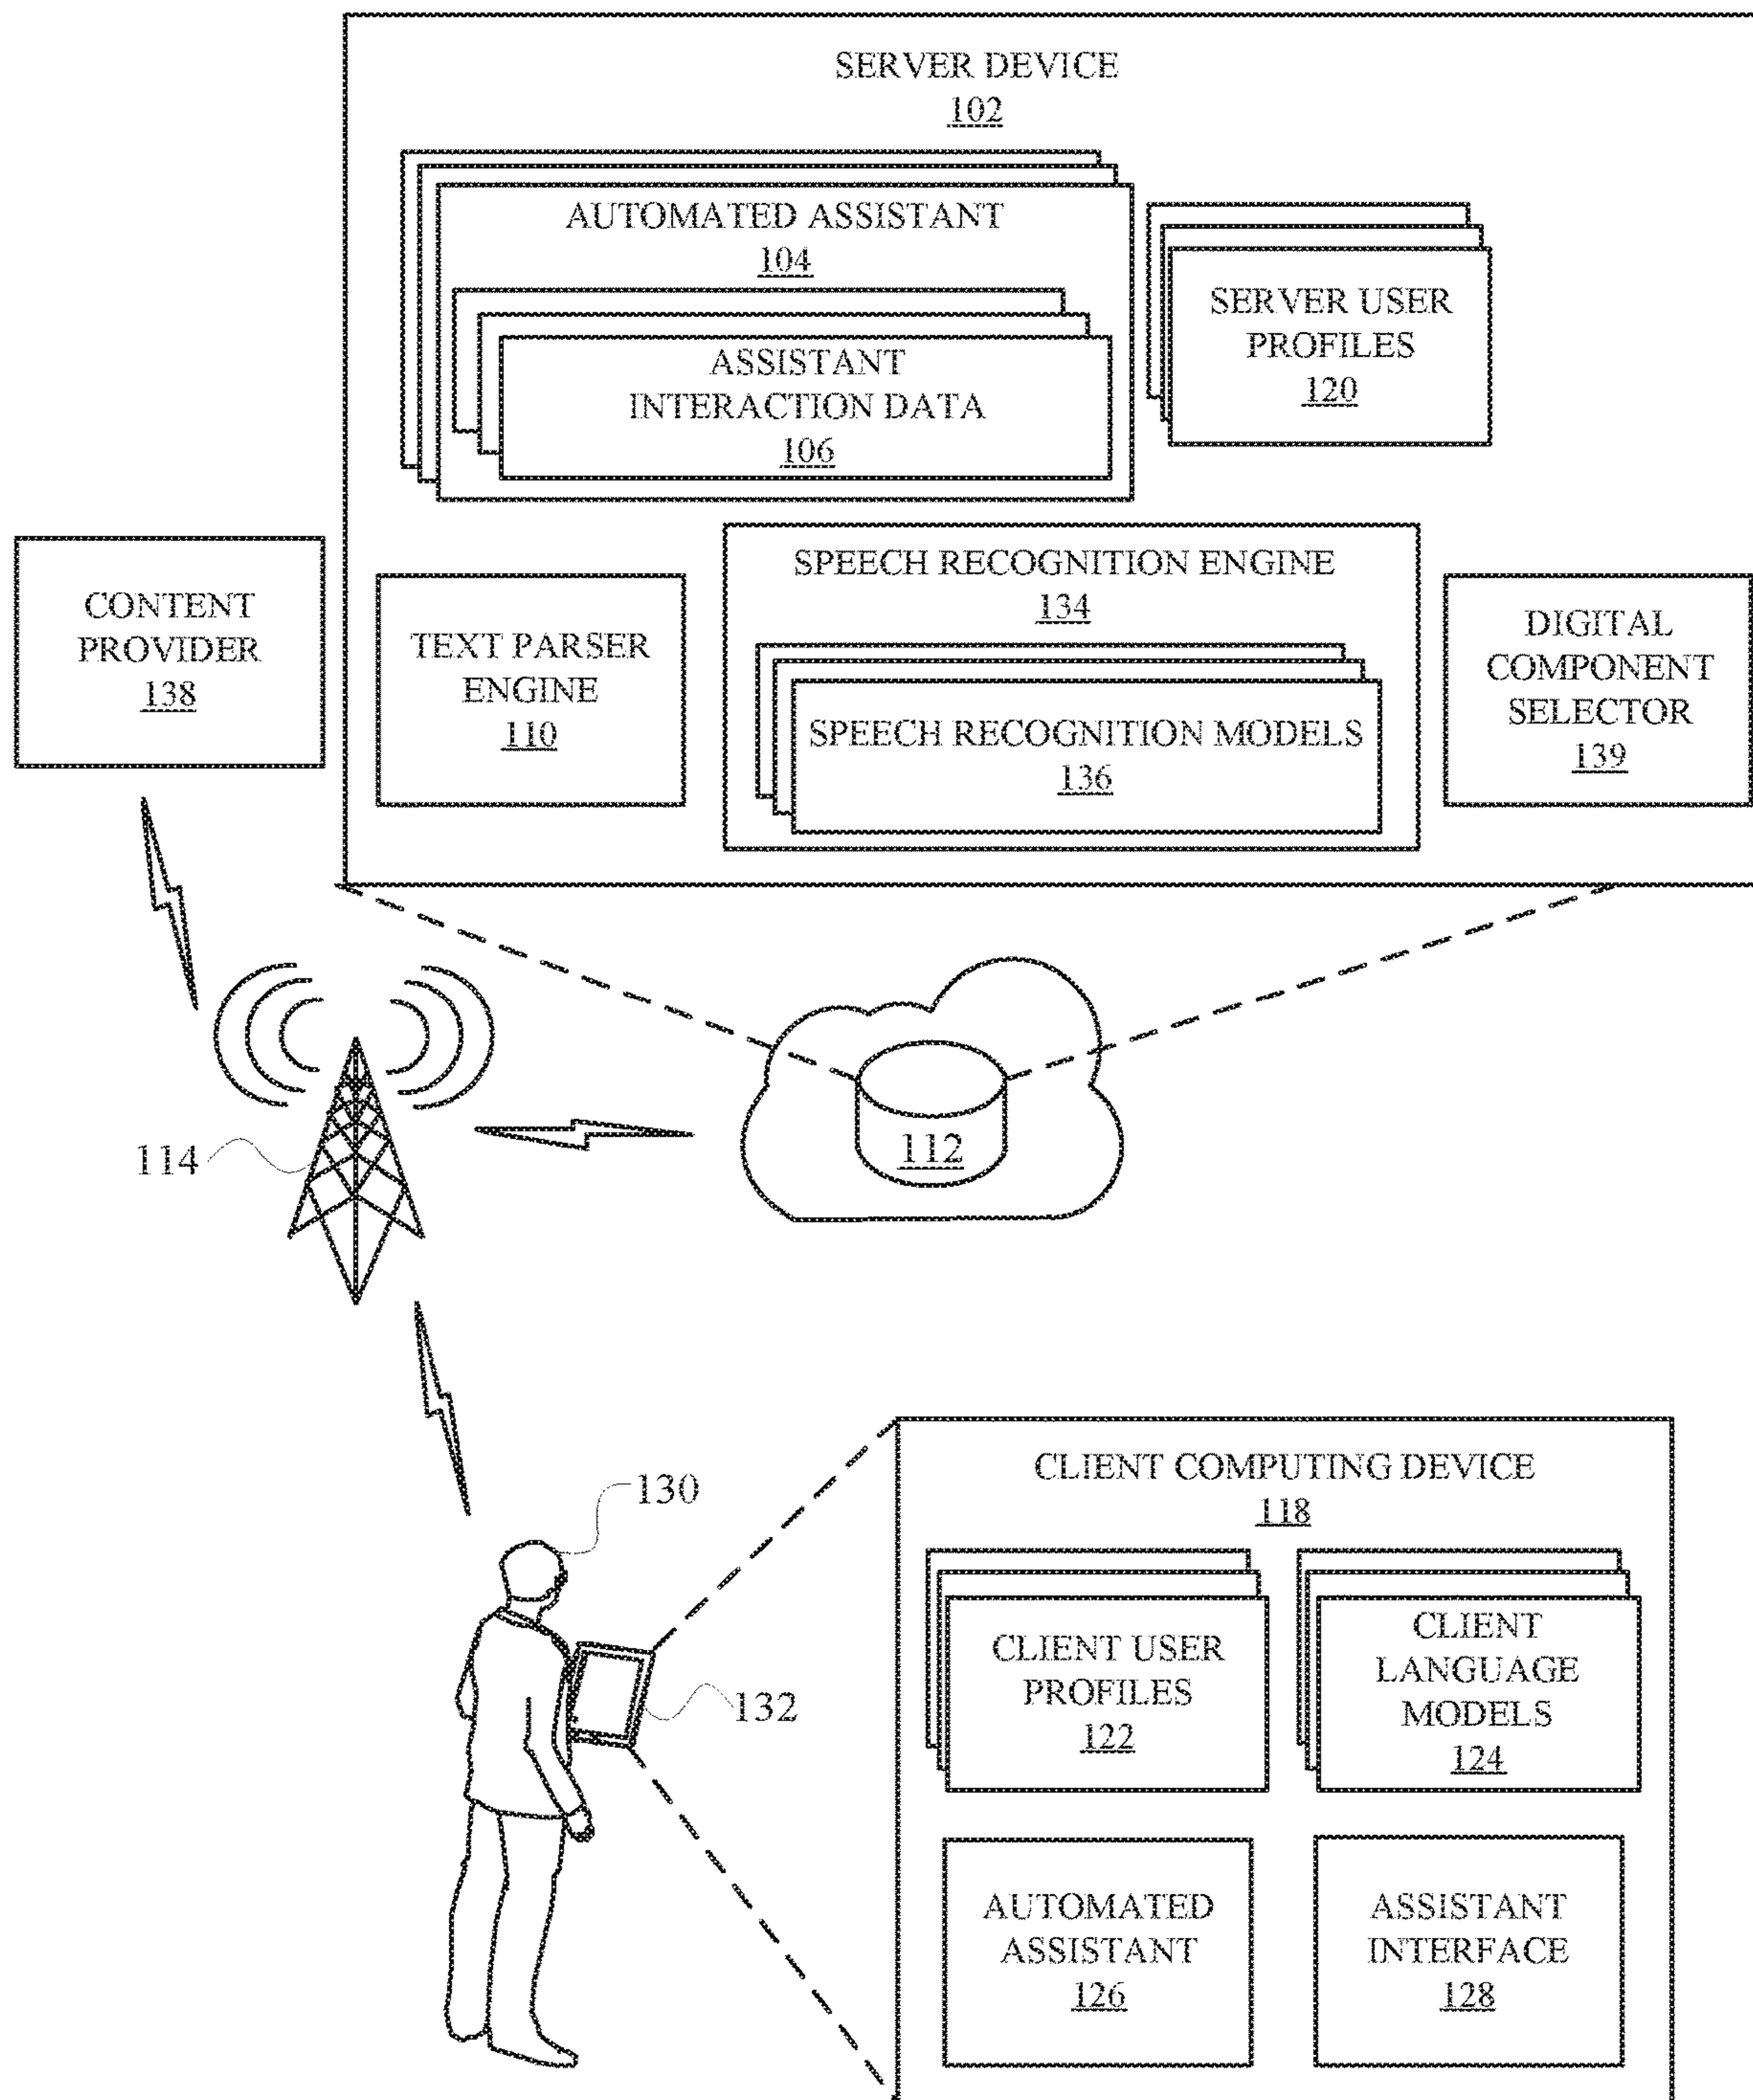 SERVER DEVICE
102
AUTOMATED ASSISTANT
104
ASSISTANT
INTERACTION DATA
106
SERVER USER
PROFILES
120
CONTENT
PROVIDER
138
TEXT PARSER
ENGINE
110
SPEECH RECOGNITION ENGINE
134
SPEECH RECOGNITION MODELS
136
DIGITAL
COMPONENT
SELECTOR
139
114
112
130
132
CLIENT COMPUTING DEVICE
118
CLIENT USER
PROFILES
122
CLIENT
LANGUAGE
MODELS
124
AUTOMATED
ASSISTANT
126
ASSISTANT
INTERFACE
128